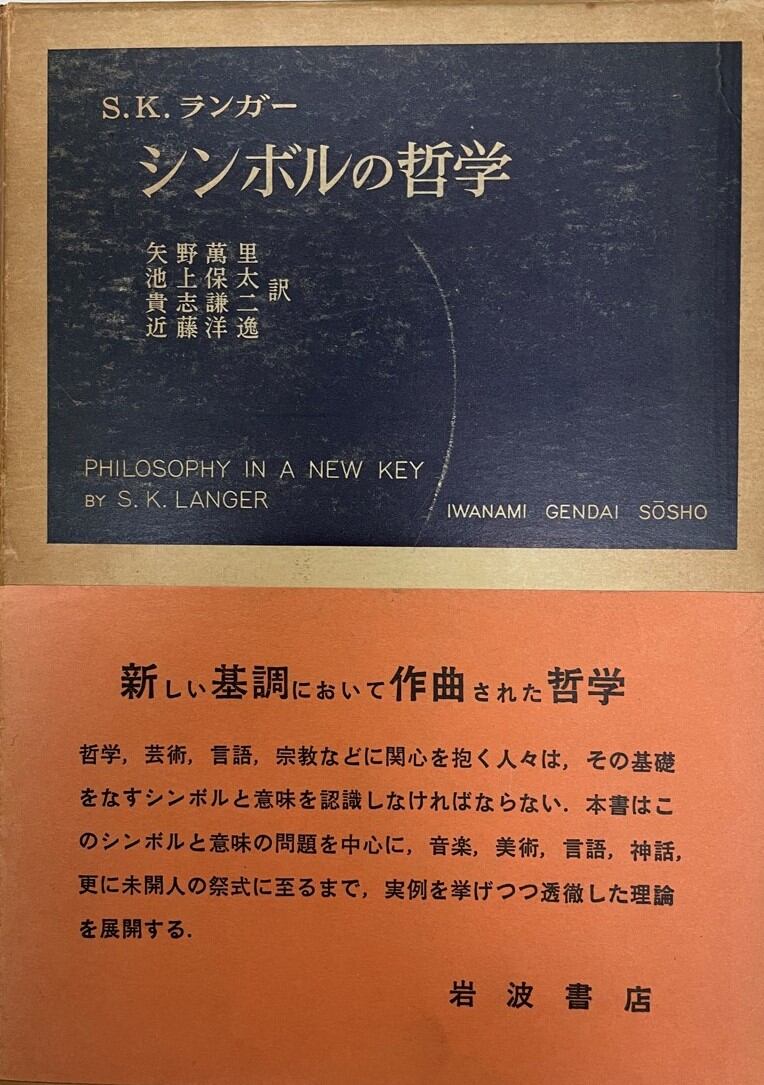 S.K. ランガー
シンボルの哲学
矢野萬里
池上保太
貴志謙二
近藤洋逸
訳
PHILOSOPHY IN A NEW KEY
BY S. K. LANGER
IWANAMI GENDAI SŌSHO
新しい基調において作曲された哲学
哲学, 芸術, 言語, 宗教などに関心を抱く人々は, その基礎
をなすシンボルと意味を認識しなければならない. 本書はこ
のシンボルと意味の問題を中心に, 音楽, 美術, 言語, 神話,
更に未開人の祭式に至るまで, 実例を挙げつつ透徹した理論
を展開する.
岩波書店